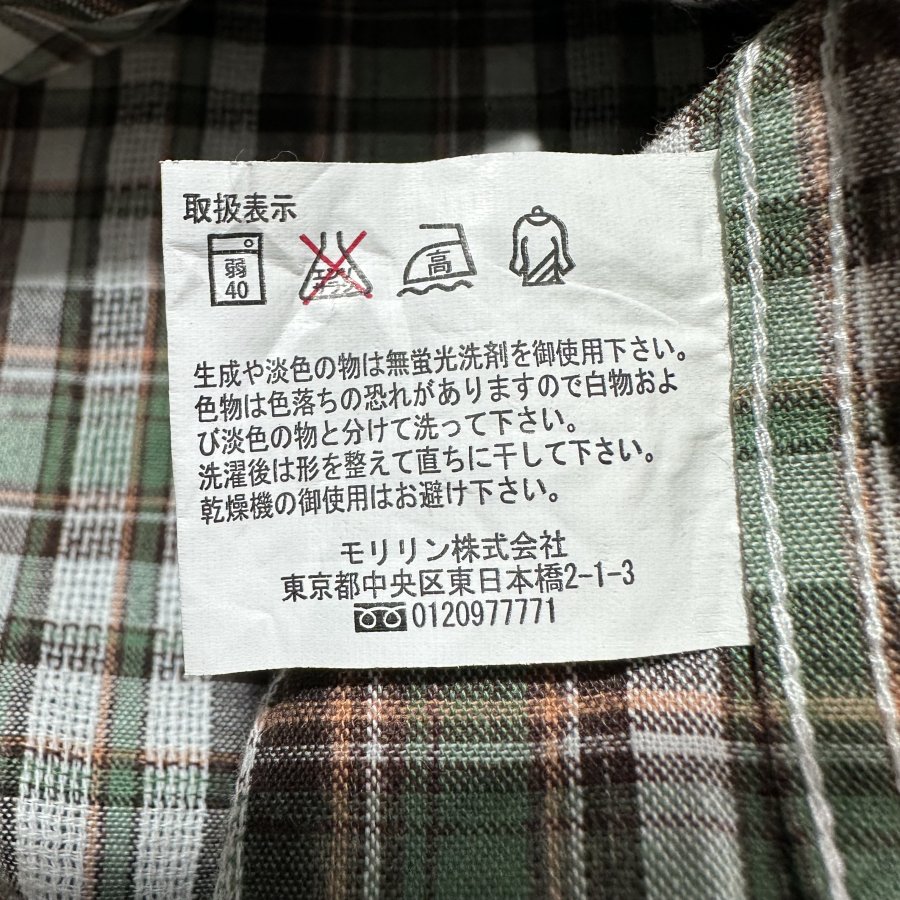 取扱表示
弱
40
エンソ
サラシ
高
生成や淡色の物は無蛍光洗剤を御使用下さい。
色物は色落ちの恐れがありますので白物およ
び淡色の物と分けて洗って下さい。
洗濯後は形を整えて直ちに干して下さい。
乾燥機の御使用はお避け下さい。
モリリン株式会社
東京都中央区東日本橋2-1-3
0120977771